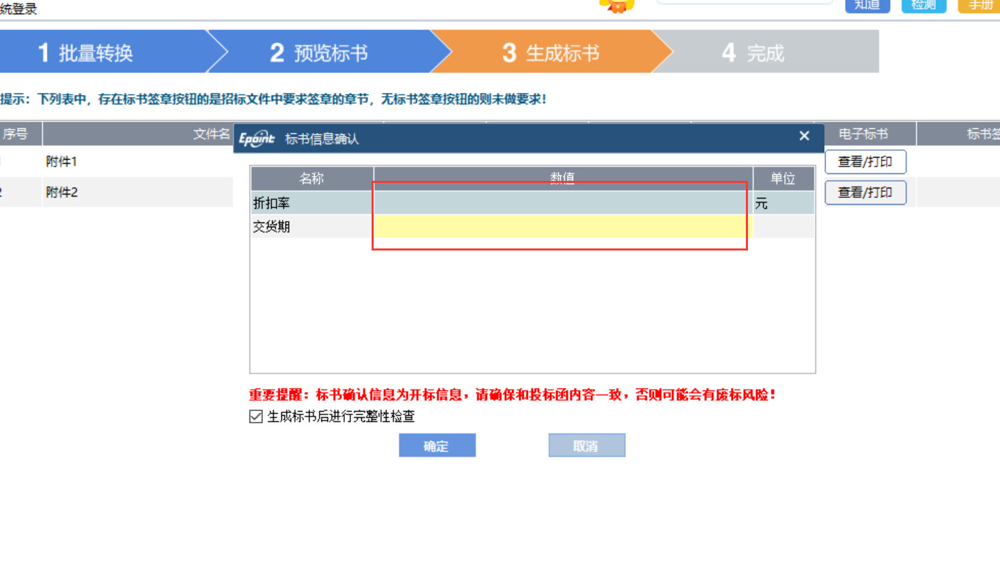 统登录
知道 检测 手册
1 批量转换 2 预览标书 3 生成标书 4 完成
提示：下列表中，存在标书签章按钮的是招标文件中要求签章的章节，无标书签章按钮的则未做要求！
序号 文件名 电子标书 标书签
附件1 查看/打印
2 附件2 查看/打印
Epoint 标书信息确认
名称 数值 单位
折扣率 元
交货期
重要提醒：标书确认信息为开标信息，请确保和投标函内容一致，否则可能会有废标风险！
生成标书后进行完整性检查
确定 取消